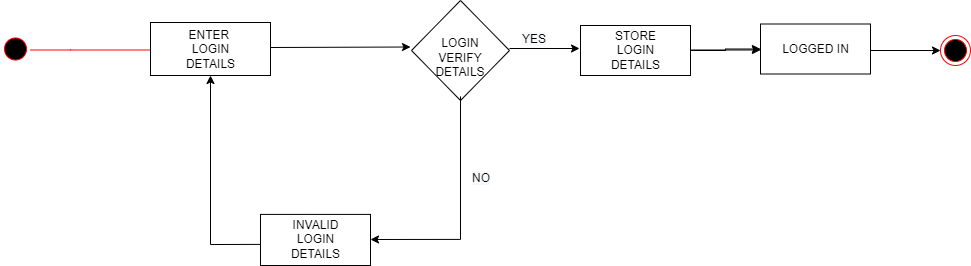 ENTER
LOGIN
DETAILS
LOGIN
VERIFY
DETAILS
YES
STORE
LOGIN
DETAILS
LOGGED IN
NO
INVALID
LOGIN
DETAILS